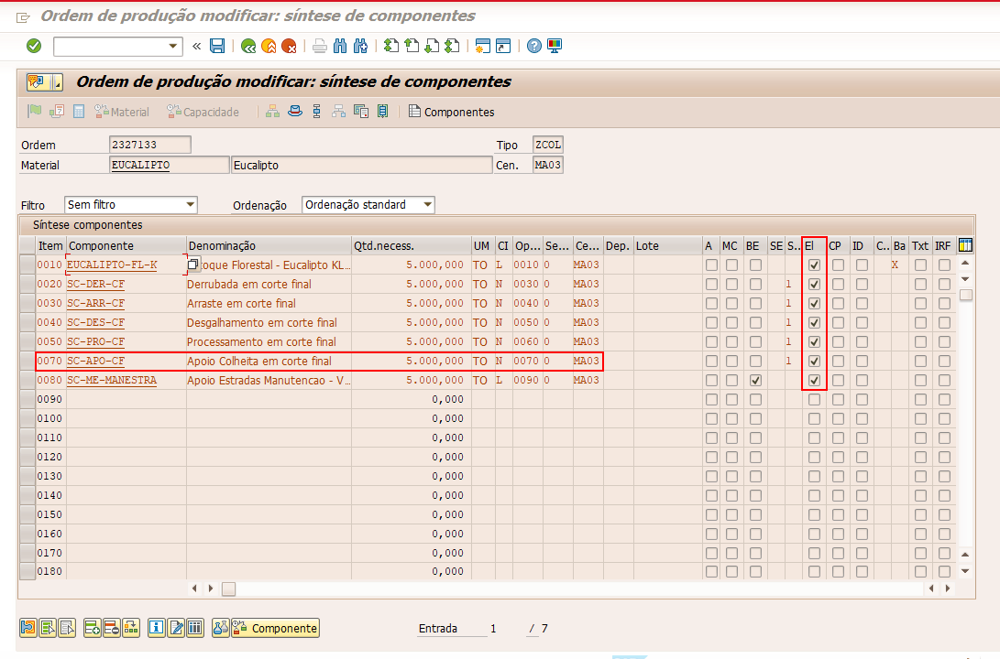 Ordem de produção modificar: síntese de componentes
Ordem de produção modificar: síntese de componentes
Material Capacidade Componentes
Ordem 2327133 Tipo ZCOL
Material EUCALIPTO Eucalipto Cen. MA03
Filtro Sem filtro Ordenação Ordenação standard
Síntese componentes
Item Componente Denominação Qtd.necess. UM CI Op... Se... Ce... Dep. Lote A MC BE SE S.. El CP ID C.. Ba Txt IRF
0010 EUCALIPTO-FL-K oque Florestal - Eucalipto KL... 5.000,000 TO L 0010 0 MA03 X
0020 SC-DER-CF Derrubada em corte final 5.000,000 TO N 0030 0 MA03 1
0030 SC-ARR-CF Arraste em corte final 5.000,000 TO N 0040 0 MA03 1
0040 SC-DES-CF Desgalhamento em corte final 5.000,000 TO N 0050 0 MA03 1
0050 SC-PRO-CF Processamento em corte final 5.000,000 TO N 0060 0 MA03 1
0070 SC-APO-CF Apoio Colheita em corte final 5.000,000 TO N 0070 0 MA03 1
0080 SC-ME-MANESTRA Apoio Estradas Manutencao - V... 5.000,000 TO L 0090 0 MA03
0090 0,000
0100 0,000
0110 0,000
0120 0,000
0130 0,000
0140 0,000
0150 0,000
0160 0,000
0170 0,000
0180 0,000
Componente Entrada 1 / 7